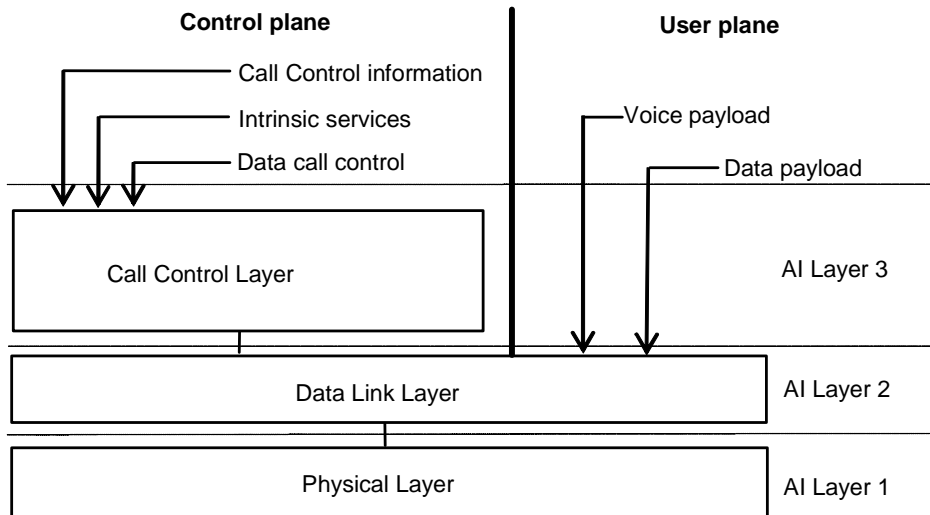 Control plane
User plane
Call Control information
Intrinsic services
Voice payload
Data call control
Data payload
Call Control Layer
AI Layer 3
Data Link Layer
AI Layer 2
Physical Layer
AI Layer 1